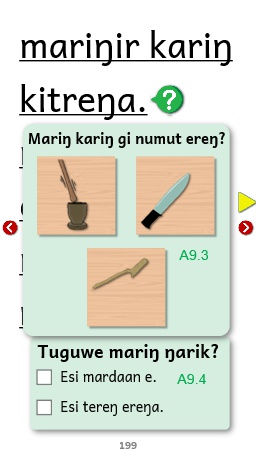 mariŋir kariŋ
kitreŋa.
?
Mariŋ kariŋ gi numut ereŋ?
A9.3
Tuguwe mariŋ ŋarik?
Esi mardaan e.
A9.4
Esi tereŋ ereŋa.
199